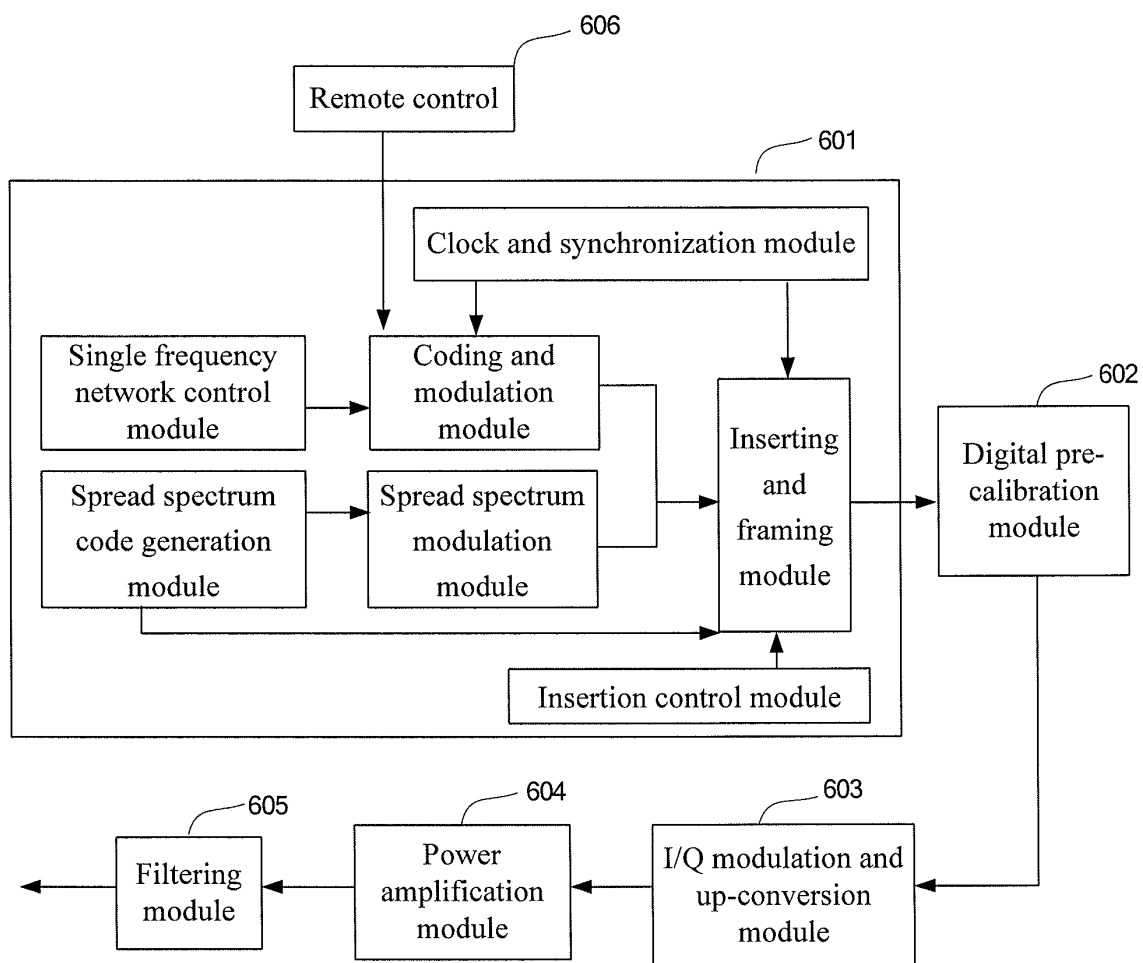 606
Remote control
601
Clock and synchronization module
Single frequency
network control
module
Coding and
modulation
module
602
Digital pre-
calibration
module
Inserting
and
framing
module
Spread spectrum
code generation
module
Spread spectrum
modulation
module
Insertion control module
605
Filtering
module
604
Power
amplification
module
603
I/Q modulation and
up-conversion
module